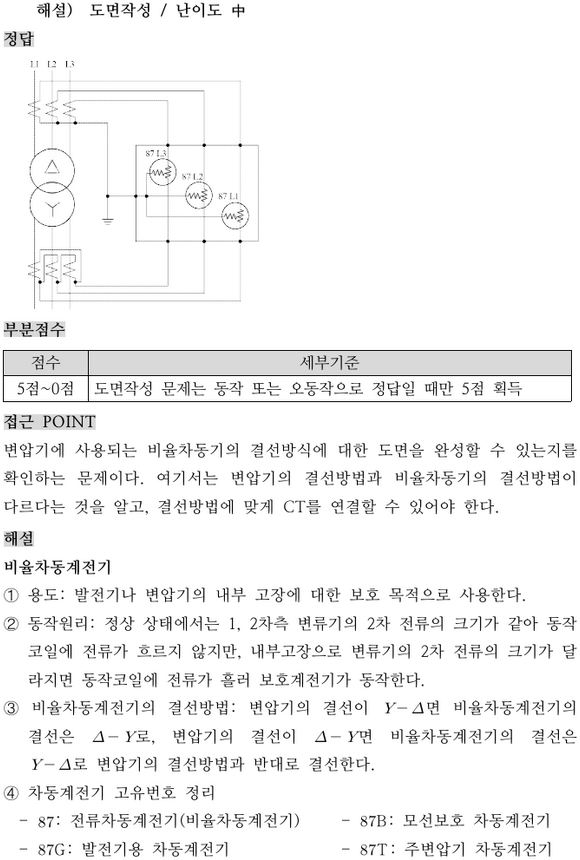 해설) 도면작성 / 난이도 中
정답
L1 L2 L3
87 L3
87 L2
87 L1
부분점수
점수 세부기준
5점~0점 도면작성 문제는 동작 또는 오동작으로 정답일 때만 5점 획득
접근 POINT
변압기에 사용되는 비율차동기의 결선방식에 대한 도면을 완성할 수 있는지를
확인하는 문제이다. 여기서는 변압기의 결선방법과 비율차동기의 결선방법이
다르다는 것을 알고, 결선방법에 맞게 CT를 연결할 수 있어야 한다.
해설
비율차동계전기
① 용도: 발전기나 변압기의 내부 고장에 대한 보호 목적으로 사용한다.
② 동작원리: 정상 상태에서는 1, 2차측 변류기의 2차 전류의 크기가 같아 동작
코일에 전류가 흐르지 않지만, 내부고장으로 변류기의 2차 전류의 크기가 달
라지면 동작코일에 전류가 흘러 보호계전기가 동작한다.
③ 비율차동계전기의 결선방법: 변압기의 결선이 Y-Δ면 비율차동계전기의
결선은 Δ-Y로, 변압기의 결선이 Δ-Y면 비율차동계전기의 결선은
Y-Δ로 변압기의 결선방법과 반대로 결선한다.
④ 차동계전기 고유번호 정리
- 87: 전류차동계전기(비율차동계전기) - 87B: 모선보호 차동계전기
- 87G: 발전기용 차동계전기 - 87T: 주변압기 차동계전기